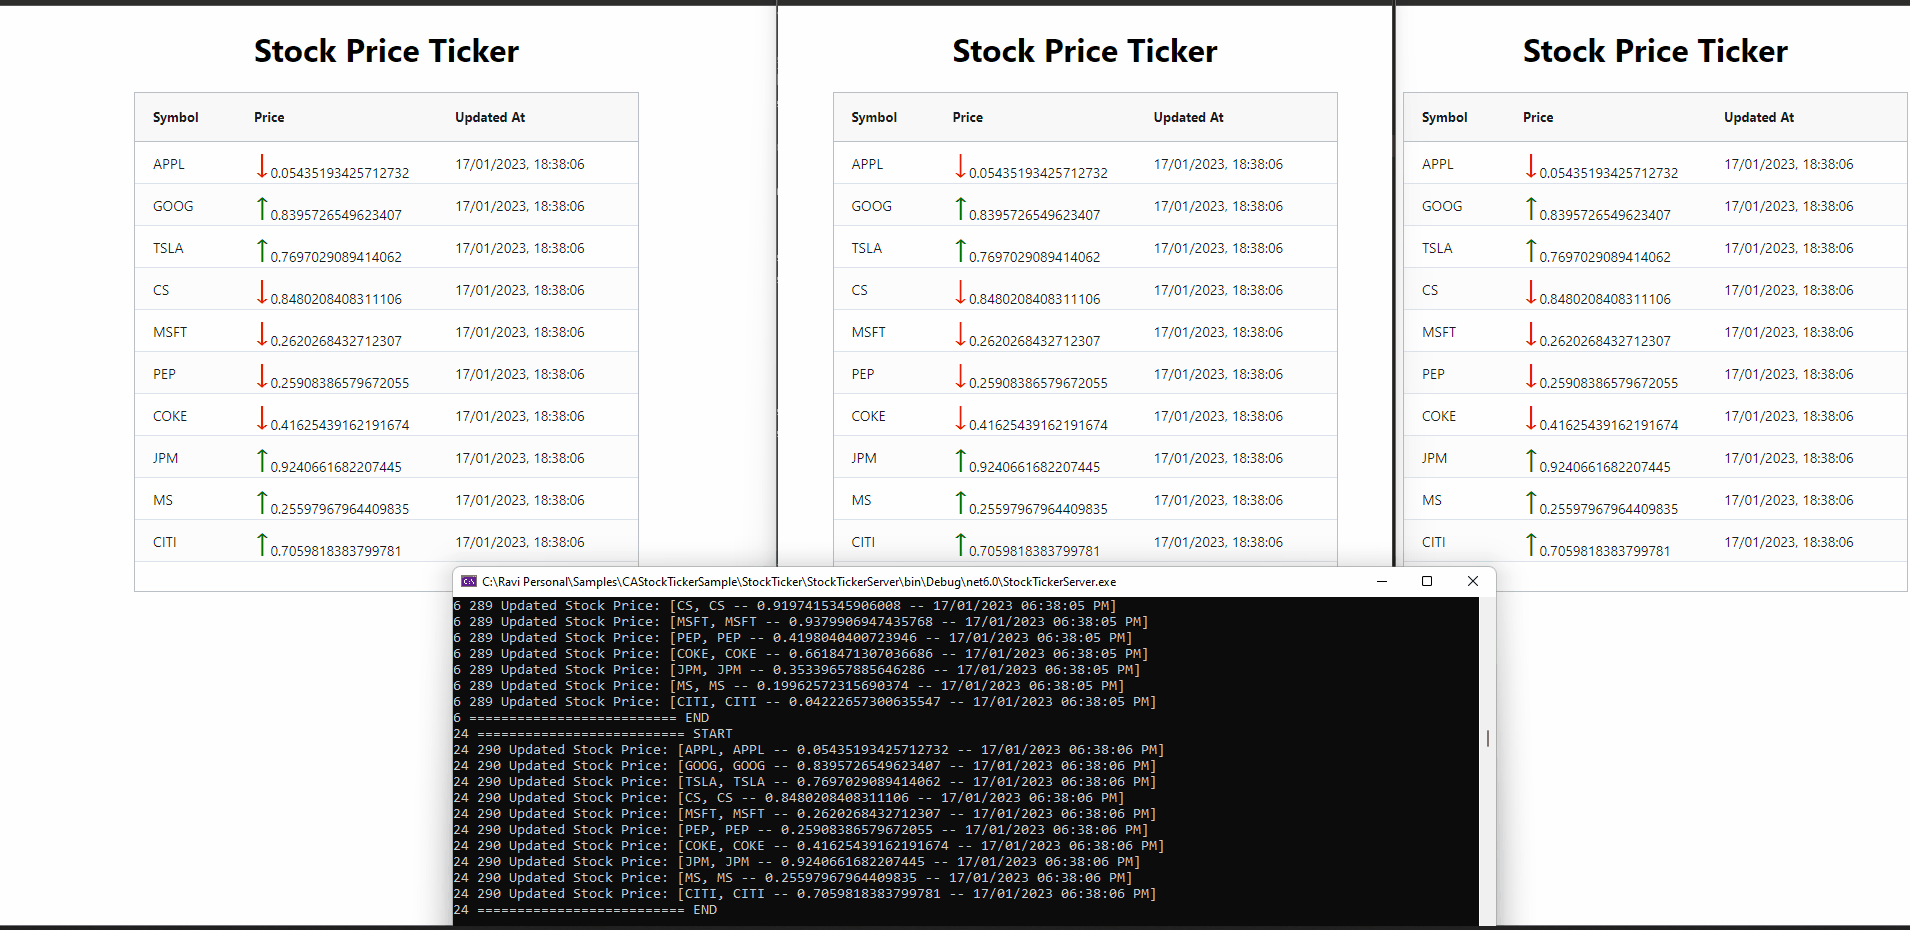 Stock Price Ticker
Symbol Price Updated At
APPL ↓ 0.05435193425712732 17/01/2023, 18:38:06
GOOG ↑ 0.8395726549623407 17/01/2023, 18:38:06
TSLA ↑ 0.7697029089414062 17/01/2023, 18:38:06
CS ↓ 0.8480208408311106 17/01/2023, 18:38:06
MSFT ↓ 0.2620268432712307 17/01/2023, 18:38:06
PEP ↓ 0.25908386579672055 17/01/2023, 18:38:06
COKE ↓ 0.41625439162191674 17/01/2023, 18:38:06
JPM ↑ 0.9240661682207445 17/01/2023, 18:38:06
MS ↑ 0.25597967964409835 17/01/2023, 18:38:06
CITI ↑ 0.7059818383799781 17/01/2023, 18:38:06
Stock Price Ticker
Symbol Price Updated At
APPL ↓ 0.05435193425712732 17/01/2023, 18:38:06
GOOG ↑ 0.8395726549623407 17/01/2023, 18:38:06
TSLA ↑ 0.7697029089414062 17/01/2023, 18:38:06
CS ↓ 0.8480208408311106 17/01/2023, 18:38:06
MSFT ↓ 0.2620268432712307 17/01/2023, 18:38:06
PEP ↓ 0.25908386579672055 17/01/2023, 18:38:06
COKE ↓ 0.41625439162191674 17/01/2023, 18:38:06
JPM ↑ 0.9240661682207445 17/01/2023, 18:38:06
MS ↑ 0.25597967964409835 17/01/2023, 18:38:06
CITI ↑ 0.7059818383799781 17/01/2023, 18:38:06
Stock Price Ticker
Symbol Price Updated At
APPL ↓ 0.05435193425712732 17/01/2023, 18:38:06
GOOG ↑ 0.8395726549623407 17/01/2023, 18:38:06
TSLA ↑ 0.7697029089414062 17/01/2023, 18:38:06
CS ↓ 0.8480208408311106 17/01/2023, 18:38:06
MSFT ↓ 0.2620268432712307 17/01/2023, 18:38:06
PEP ↓ 0.25908386579672055 17/01/2023, 18:38:06
COKE ↓ 0.41625439162191674 17/01/2023, 18:38:06
JPM ↑ 0.9240661682207445 17/01/2023, 18:38:06
MS ↑ 0.25597967964409835 17/01/2023, 18:38:06
CITI ↑ 0.7059818383799781 17/01/2023, 18:38:06
C:\Ravi Personal\Samples\CAStockTickerSample\StockTicker\StockTickerServer\bin\Debug\net6.0\StockTickerServer.exe
6 289 Updated Stock Price: [CS, CS -- 0.9197415345906008 -- 17/01/2023 06:38:05 PM]
6 289 Updated Stock Price: [MSFT, MSFT -- 0.9379906947435768 -- 17/01/2023 06:38:05 PM]
6 289 Updated Stock Price: [PEP, PEP -- 0.4198040400723946 -- 17/01/2023 06:38:05 PM]
6 289 Updated Stock Price: [COKE, COKE -- 0.6618471307036686 -- 17/01/2023 06:38:05 PM]
6 289 Updated Stock Price: [JPM, JPM -- 0.35339657885646286 -- 17/01/2023 06:38:05 PM]
6 289 Updated Stock Price: [MS, MS -- 0.19962572315690374 -- 17/01/2023 06:38:05 PM]
6 289 Updated Stock Price: [CITI, CITI -- 0.04222657300635547 -- 17/01/2023 06:38:05 PM]
6 ========================== END
24 ========================== START
24 290 Updated Stock Price: [APPL, APPL -- 0.05435193425712732 -- 17/01/2023 06:38:06 PM]
24 290 Updated Stock Price: [GOOG, GOOG -- 0.8395726549623407 -- 17/01/2023 06:38:06 PM]
24 290 Updated Stock Price: [TSLA, TSLA -- 0.7697029089414062 -- 17/01/2023 06:38:06 PM]
24 290 Updated Stock Price: [CS, CS -- 0.8480208408311106 -- 17/01/2023 06:38:06 PM]
24 290 Updated Stock Price: [MSFT, MSFT -- 0.2620268432712307 -- 17/01/2023 06:38:06 PM]
24 290 Updated Stock Price: [PEP, PEP -- 0.25908386579672055 -- 17/01/2023 06:38:06 PM]
24 290 Updated Stock Price: [COKE, COKE -- 0.41625439162191674 -- 17/01/2023 06:38:06 PM]
24 290 Updated Stock Price: [JPM, JPM -- 0.9240661682207445 -- 17/01/2023 06:38:06 PM]
24 290 Updated Stock Price: [MS, MS -- 0.25597967964409835 -- 17/01/2023 06:38:06 PM]
24 290 Updated Stock Price: [CITI, CITI -- 0.7059818383799781 -- 17/01/2023 06:38:06 PM]
24 ========================== END